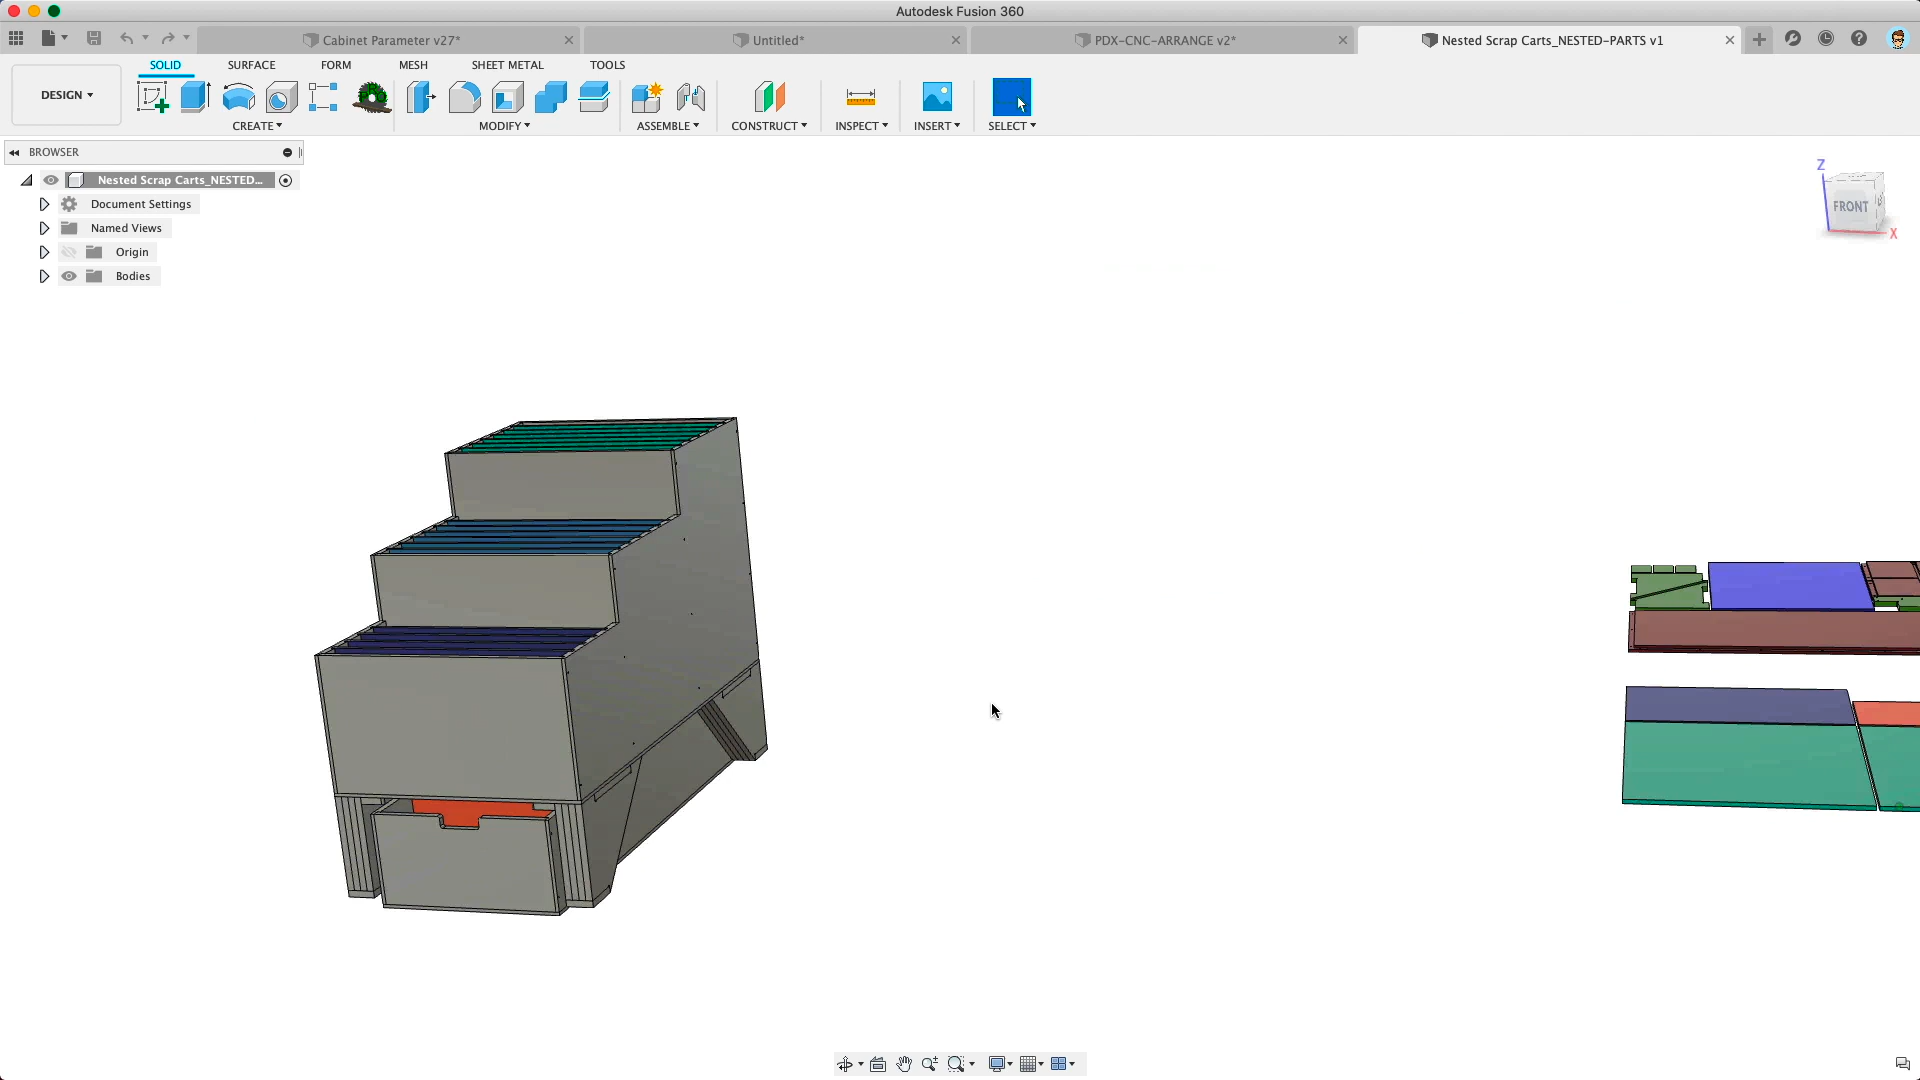 Autodesk Fusion 360
Cabinet Parameter v27*
Untitled*
PDX-CNC-ARRANGE v2*
Nested Scrap Carts_NESTED-PARTS v1
DESIGN
SOLID
SURFACE
FORM
MESH
SHEET METAL
TOOLS
CREATE
MODIFY
ASSEMBLE
CONSTRUCT
INSPECT
INSERT
SELECT
BROWSER
Nested Scrap Carts_NESTED...
Document Settings
Named Views
Origin
Bodies
Z
FRONT
X